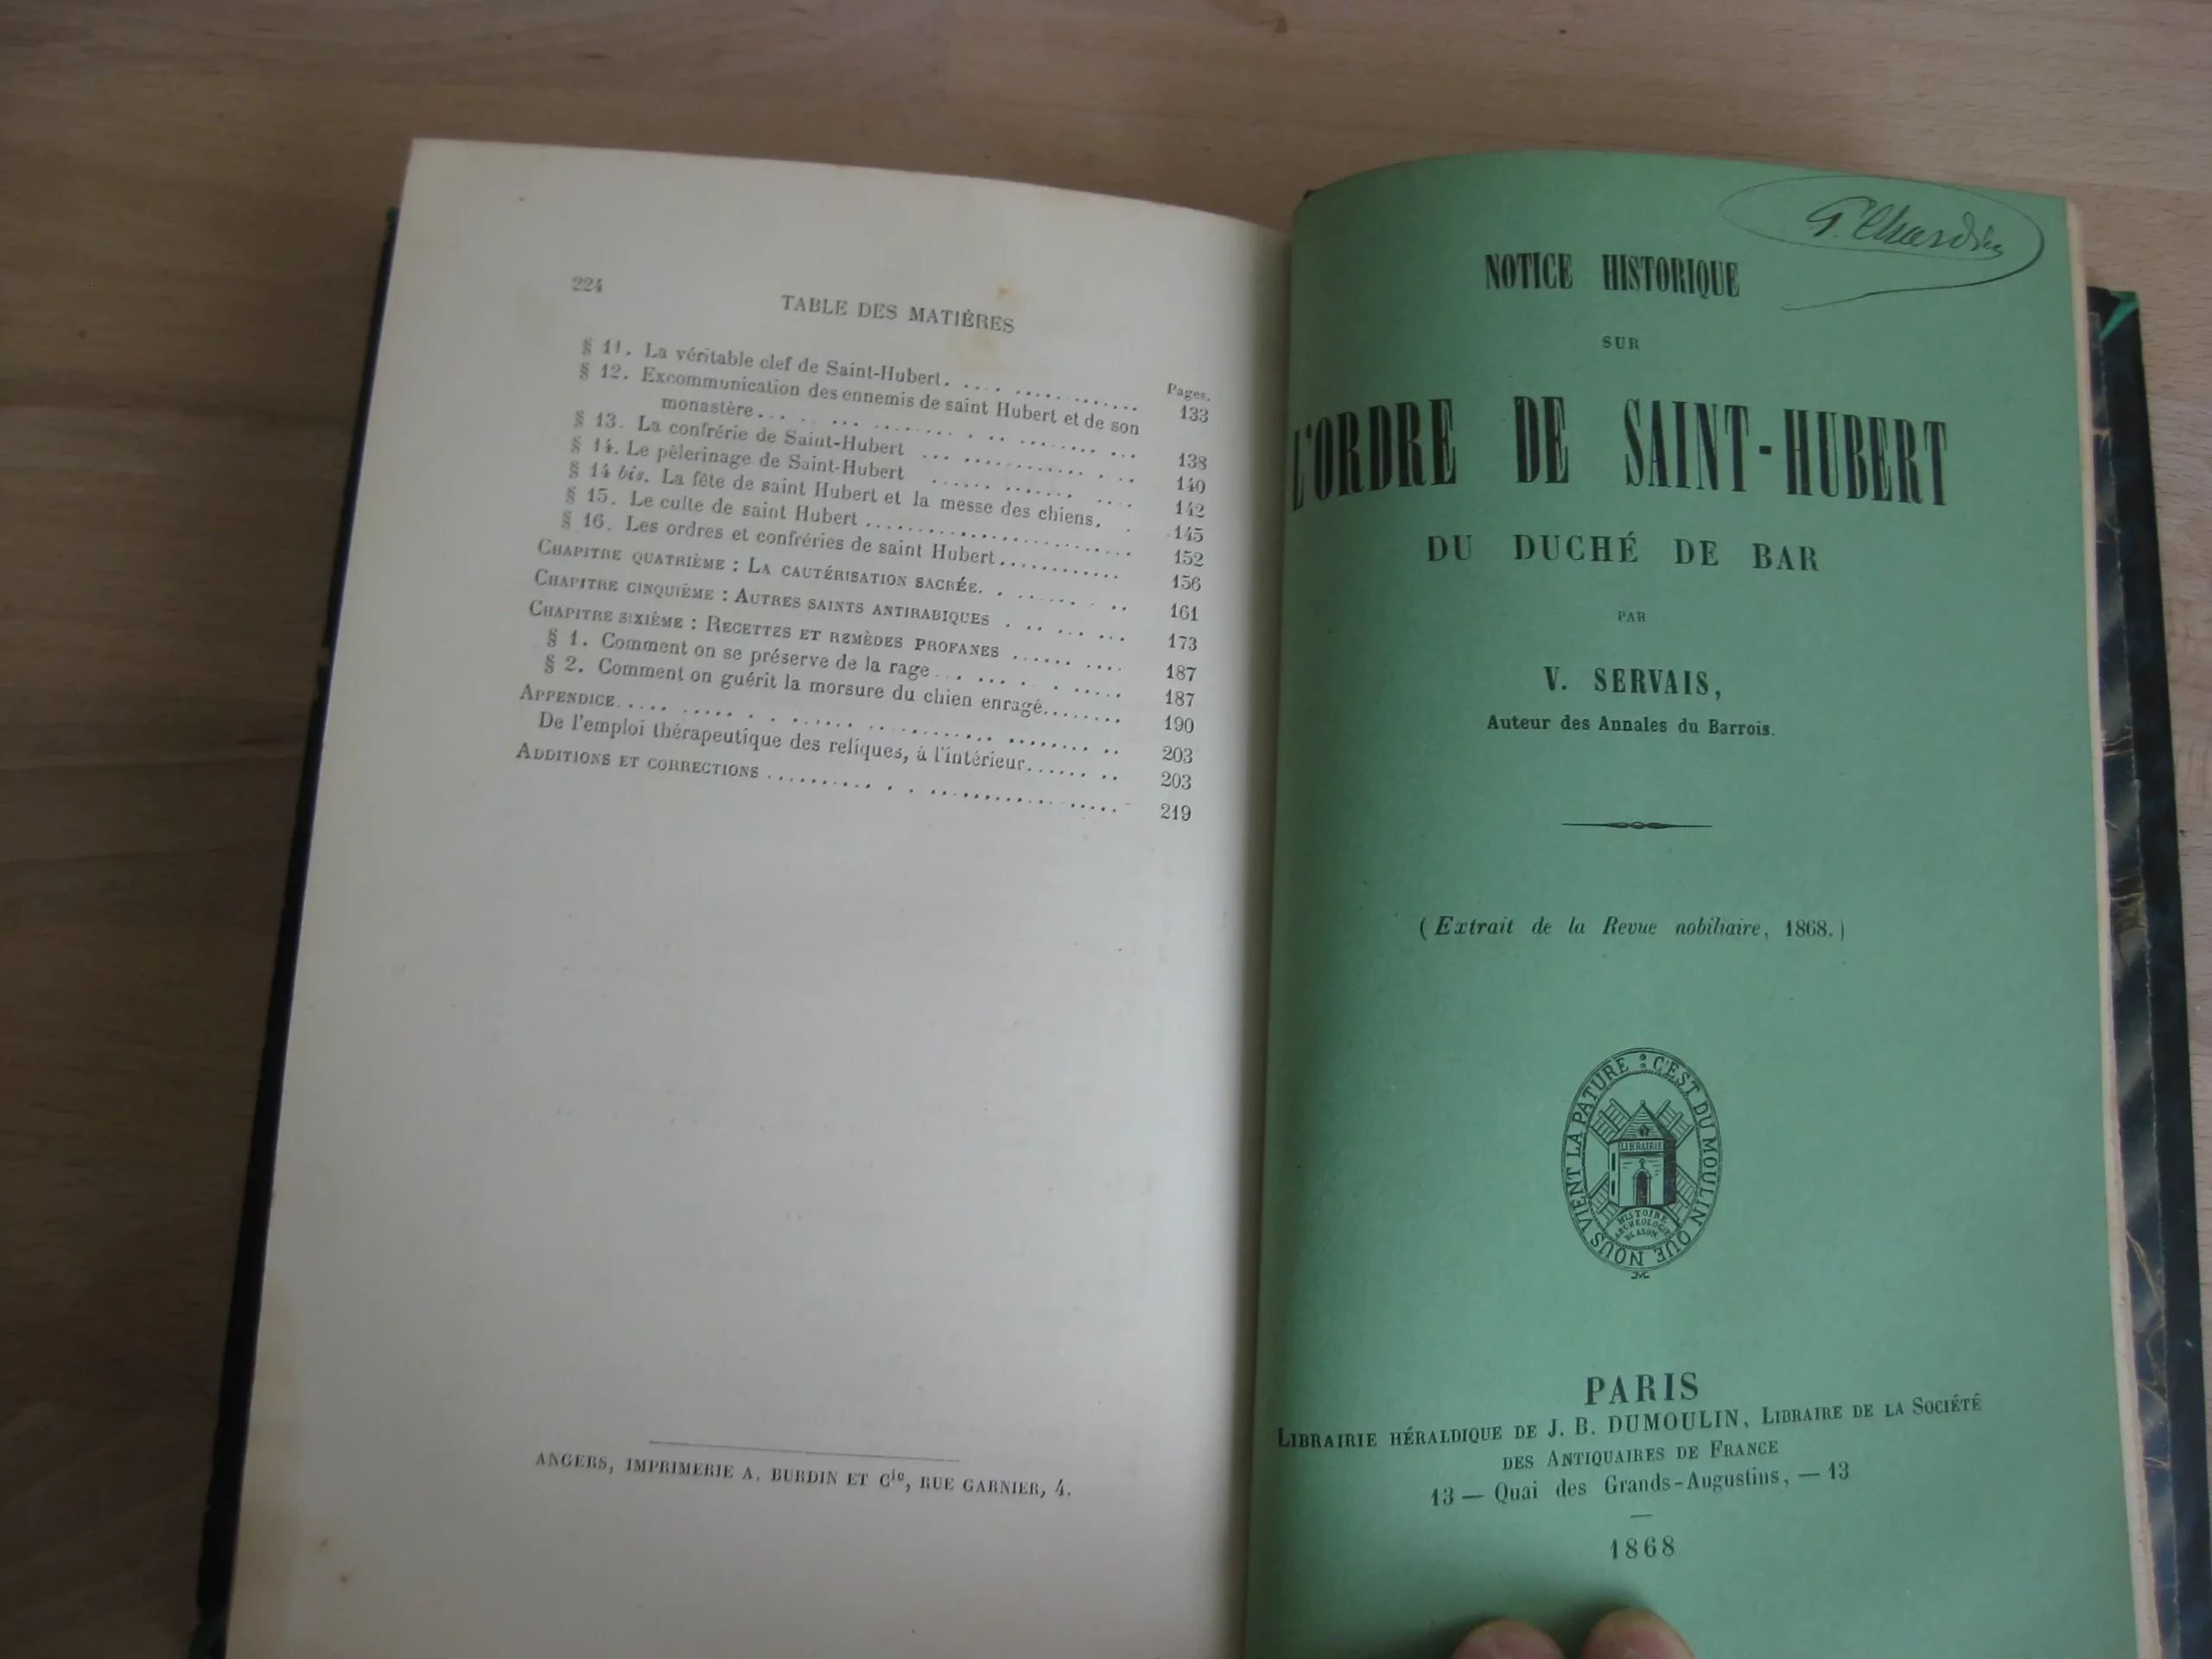 224
TABLE DES MATIÈRES
Pages.
§ 11. La véritable clef de Saint-Hubert. 133
§ 12. Excommunication des ennemis de saint Hubert et de son
monastère 138
§ 13. La confrérie de Saint-Hubert 140
§ 14. Le pèlerinage de Saint-Hubert 142
§ 14 bis. La fête de saint Hubert et la messe des chiens. 145
§ 15. Le culte de saint Hubert 152
§ 16. Les ordres et confréries de saint Hubert 156
CHAPITRE QUATRIÈME : LA CAUTÉRISATION SACRÉE. 161
CHAPITRE CINQUIÈME : AUTRES SAINTS ANTIRABIQUES 173
CHAPITRE SIXIÈME : RECETTES ET REMÈDES PROFANES 187
§ 1. Comment on se préserve de la rage 187
§ 2. Comment on guérit la morsure du chien enragé 190
APPENDICE 203
De l'emploi thérapeutique des reliques, à l'intérieur 203
ADDITIONS ET CORRECTIONS 219
ANGERS, IMPRIMERIE A. BURDIN ET Cie, RUE GARNIER, 4.
P. Chardin
NOTICE HISTORIQUE
SUR
L'ORDRE DE SAINT-HUBERT
DU DUCHÉ DE BAR
PAR
V. SERVAIS,
Auteur des Annales du Barrois.
(Extrait de la Revue nobiliaire, 1868.)
C'EST DU MOULIN QUE NOUS VIENT LA PATURE :
LIBRAIRIE
HISTOIRE
ARCHEOLOGIE
BLASON
PARIS
LIBRAIRIE HÉRALDIQUE DE J. B. DUMOULIN, LIBRAIRE DE LA SOCIÉTÉ
DES ANTIQUAIRES DE FRANCE
13 — Quai des Grands-Augustins, — 13
1868